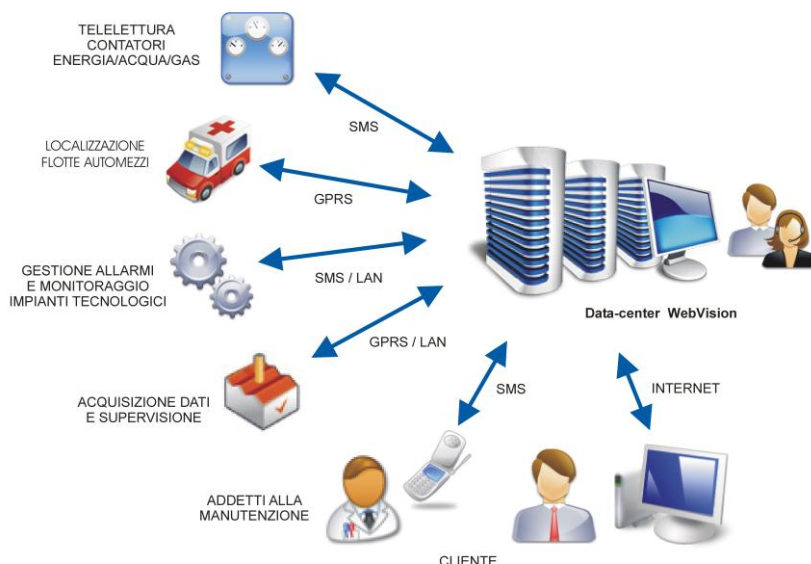 TELELETTURA
CONTATORI
ENERGIA/ACQUA/GAS
SMS
LOCALIZZAZIONE
FLOTTE AUTOMEZZI
GPRS
GESTIONE ALLARMI
E MONITORAGGIO
IMPIANTI TECNOLOGICI
SMS / LAN
Data-center WebVision
GPRS / LAN
ACQUISIZIONE DATI
E SUPERVISIONE
SMS
INTERNET
ADDETTI ALLA
MANUTENZIONE
CLIENTE